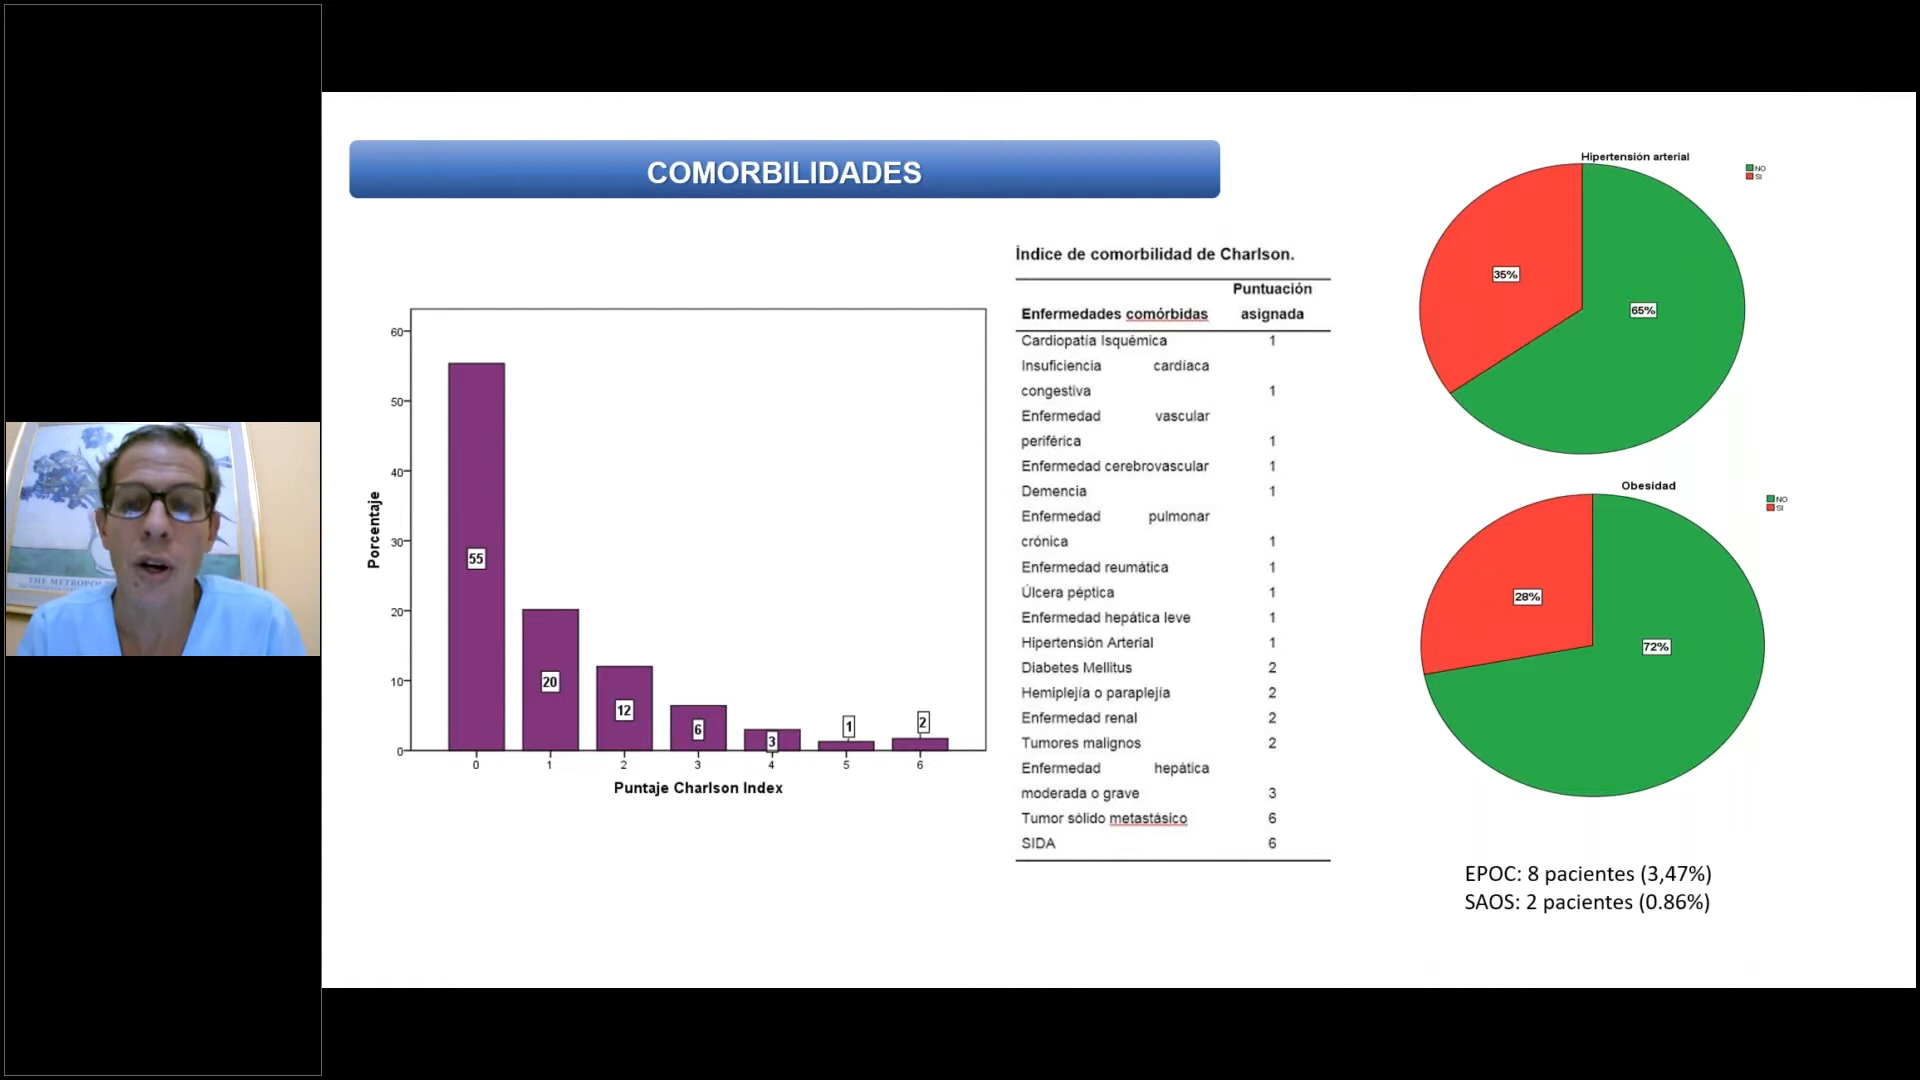 COMORBILIDADES
60
50
40
30
20
10
0
Porcentaje
55
20
12
6
3
1
2
0
1
2
3
4
5
6
Puntaje Charlson Index
Índice de comorbilidad de Charlson.
Puntuación
Enfermedades comórbidas asignada
Cardiopatía Isquémica 1
Insuficiencia cardíaca
congestiva 1
Enfermedad vascular
periférica 1
Enfermedad cerebrovascular 1
Demencia 1
Enfermedad pulmonar
crónica 1
Enfermedad reumática 1
Úlcera péptica 1
Enfermedad hepática leve 1
Hipertensión Arterial 1
Diabetes Mellitus 2
Hemiplejía o paraplejía 2
Enfermedad renal 2
Tumores malignos 2
Enfermedad hepática
moderada o grave 3
Tumor sólido metastásico 6
SIDA 6
Hipertensión arterial
NO
SI
35%
65%
Obesidad
NO
SI
28%
72%
EPOC: 8 pacientes (3,47%)
SAOS: 2 pacientes (0.86%)
THE METROPO